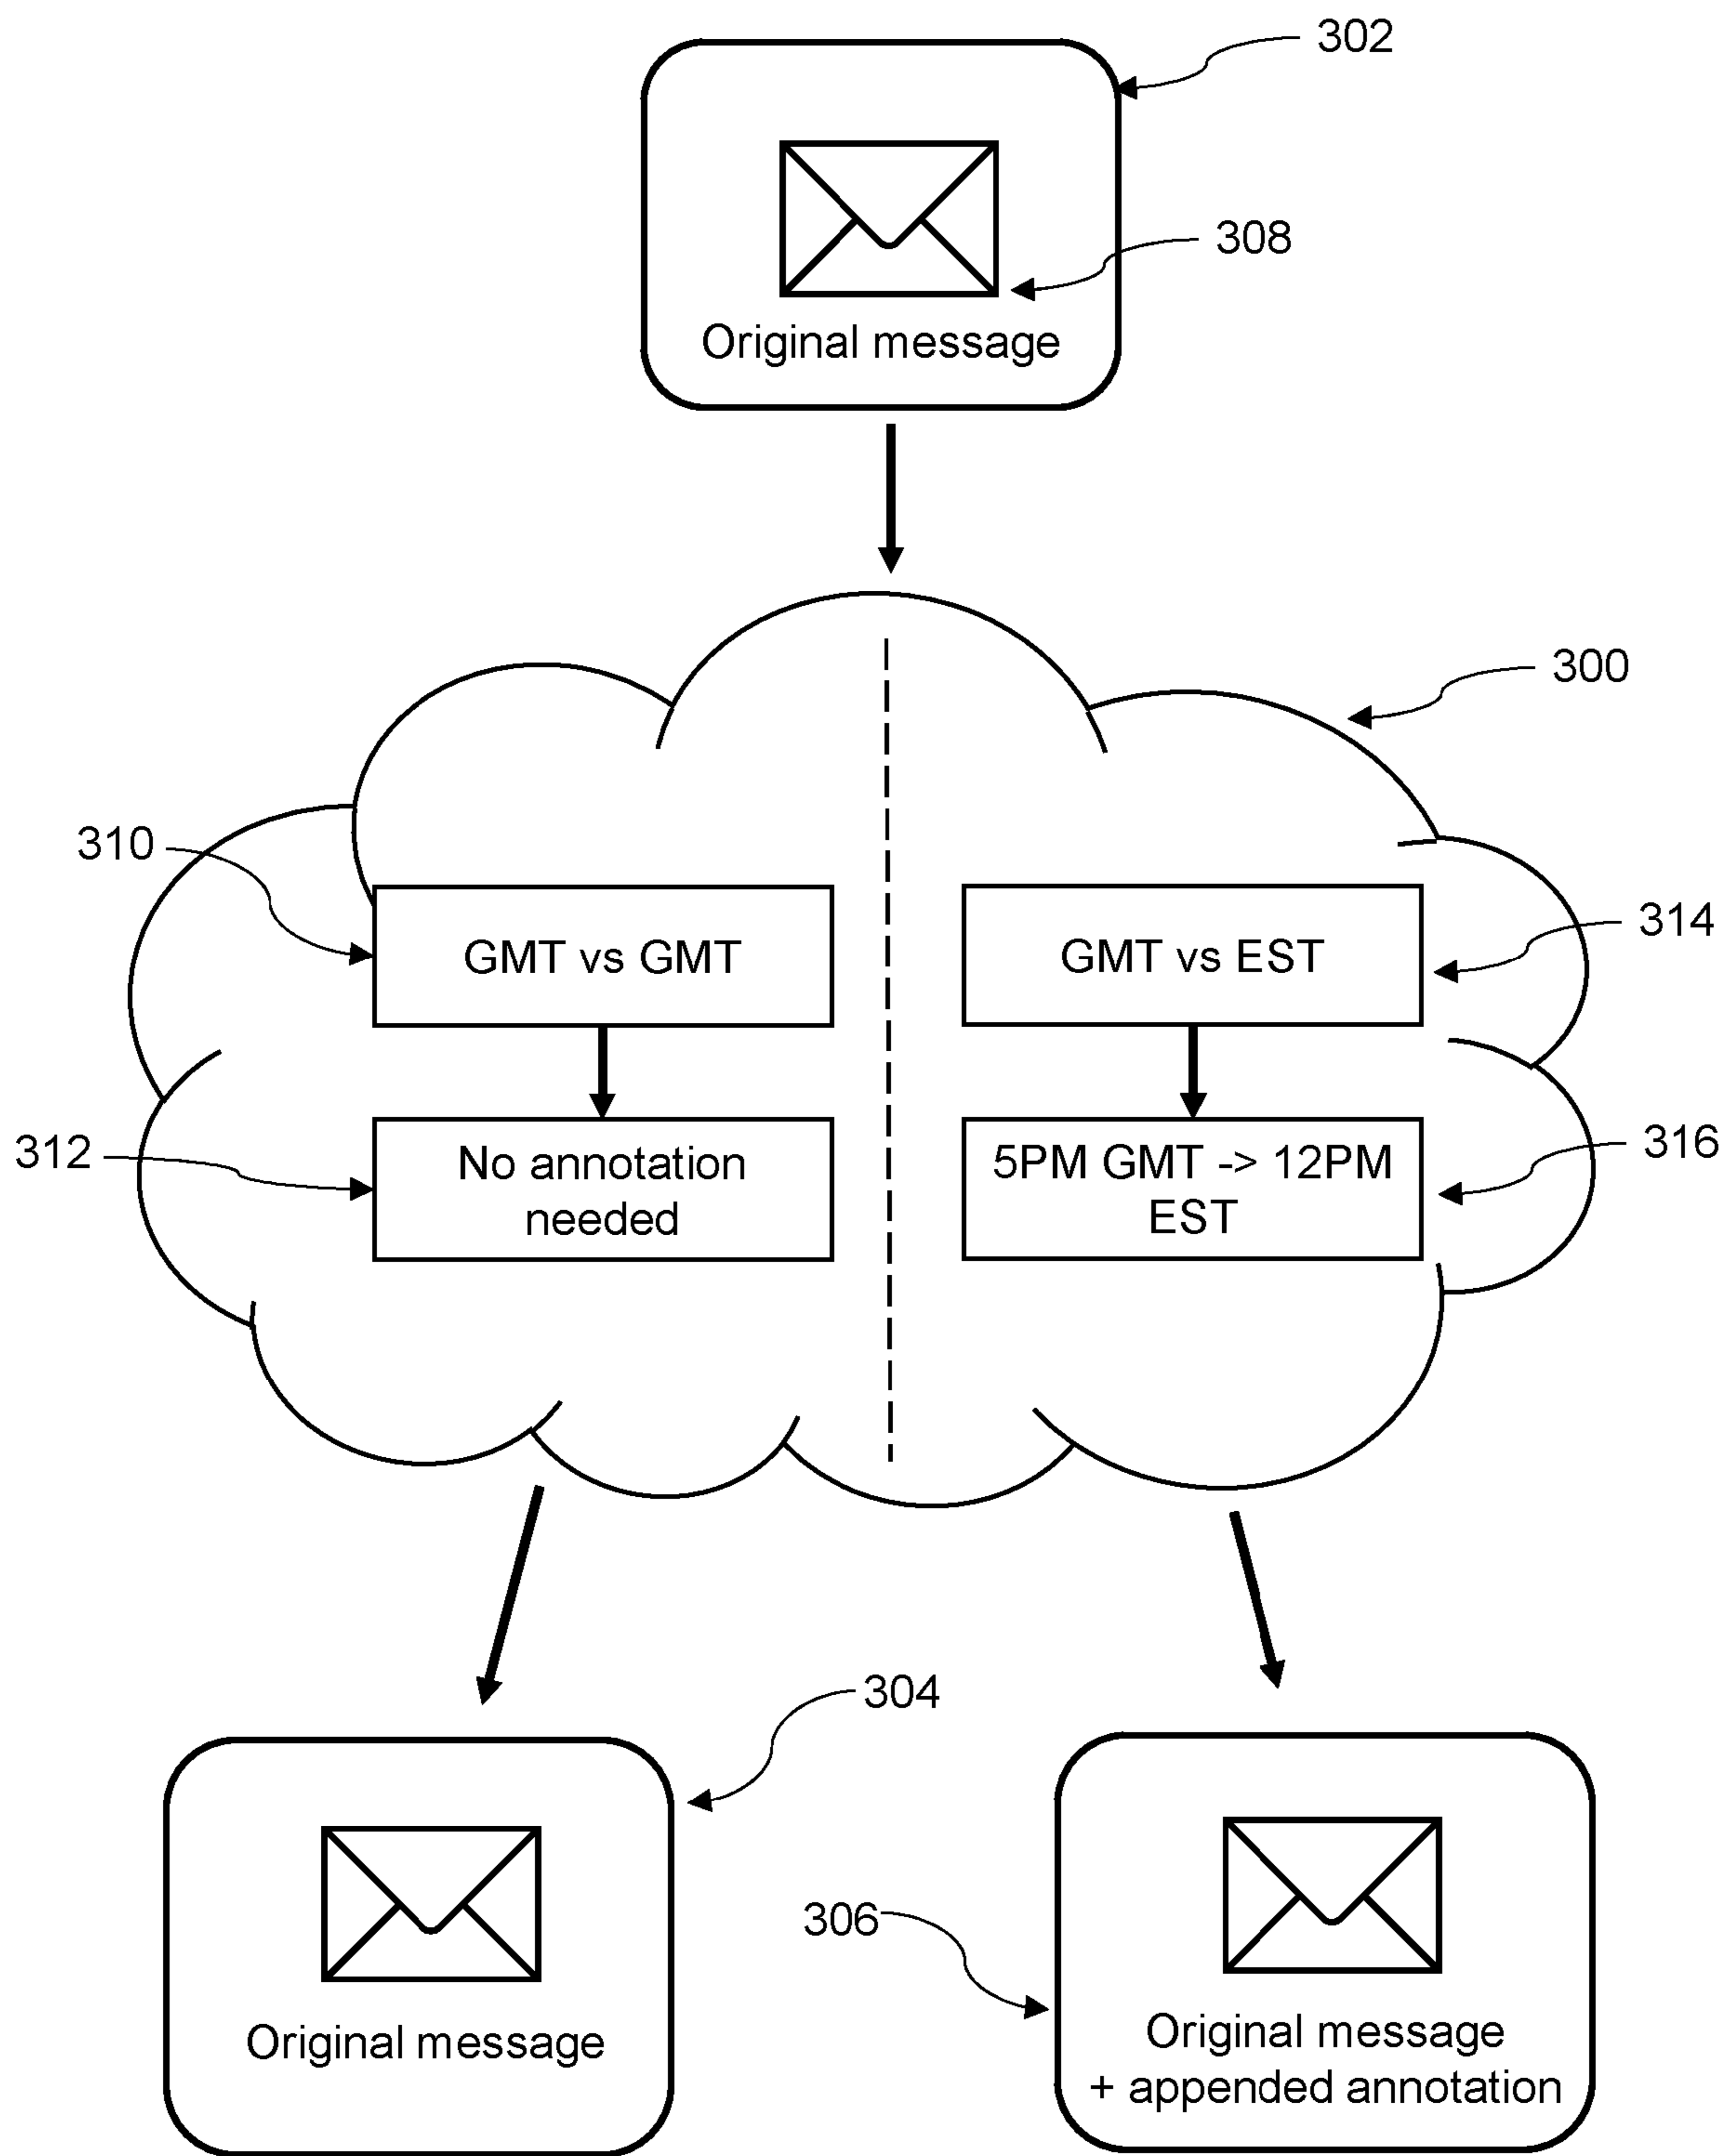 302
308
Original message
300
310
GMT vs GMT
GMT vs EST
314
312
No annotation
needed
5PM GMT -> 12PM
EST
316
304
306
Original message
Original message
+ appended annotation